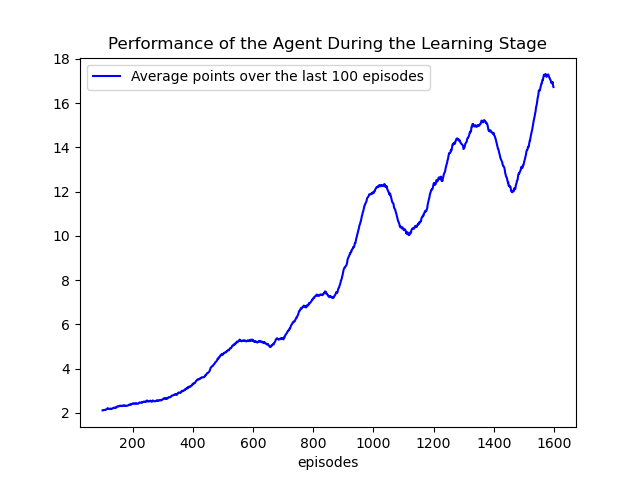 Performance of the Agent During the Learning Stage
Average points over the last 100 episodes
18
16
14
12
10
8
6
4
2
200 400 600 800 1000 1200 1400 1600
episodes